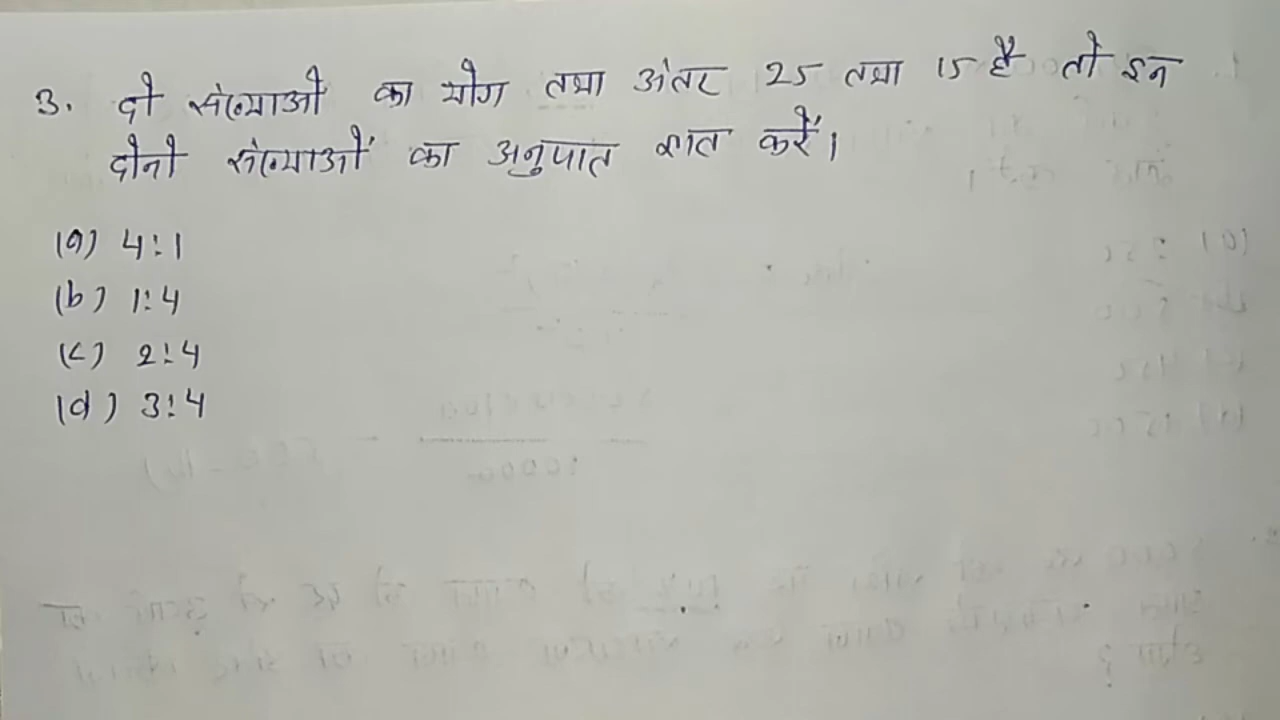 3. दो संख्याओं का योग तथा अंतर 25 तथा 15 है तो इन
दोनो संख्याओं का अनुपात ज्ञात करें।
(a) 4:1
(b) 1:4
(c) 2:4
(d) 3:4